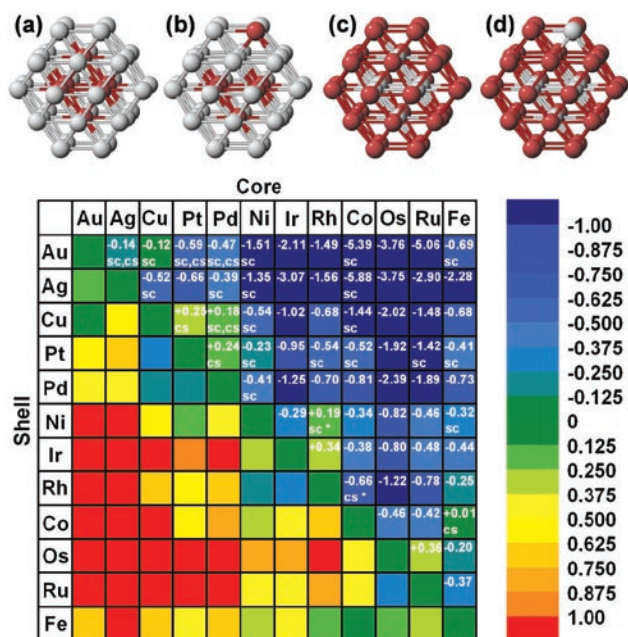 (a) (b) (c) (d)
Core
Au Ag Cu Pt Pd Ni Ir Rh Co Os Ru Fe
Shell
Au -0.14 -0.12 -0.59 -0.47 -1.51 -2.11 -1.49 -5.39 -3.76 -5.06 -0.69
sc,cs sc sc,cs sc,cs sc sc sc
Ag -0.52 -0.66 -0.39 -1.35 -3.07 -1.56 -5.88 -3.75 -2.90 -2.28
sc sc sc sc
Cu +0.25 +0.18 -0.54 -1.02 -0.68 -1.44 -2.02 -1.48 -0.68
cs sc,cs sc sc
Pt +0.24 -0.23 -0.95 -0.54 -0.52 -1.92 -1.42 -0.41
cs sc sc sc sc sc
Pd -0.41 -1.25 -0.70 -0.81 -2.39 -1.89 -0.73
sc
Ni -0.29 +0.19 -0.34 -0.82 -0.46 -0.32
sc * sc
Ir +0.34 -0.38 -0.80 -0.48 -0.44
Rh -0.66 -1.22 -0.78 -0.25
cs *
Co -0.46 -0.42 +0.01
cs
Os +0.36 -0.20
Ru -0.37
Fe
-1.00
-0.875
-0.750
-0.625
-0.500
-0.375
-0.125
0
0.125
0.250
0.375
0.500
0.625
0.750
0.875
1.00